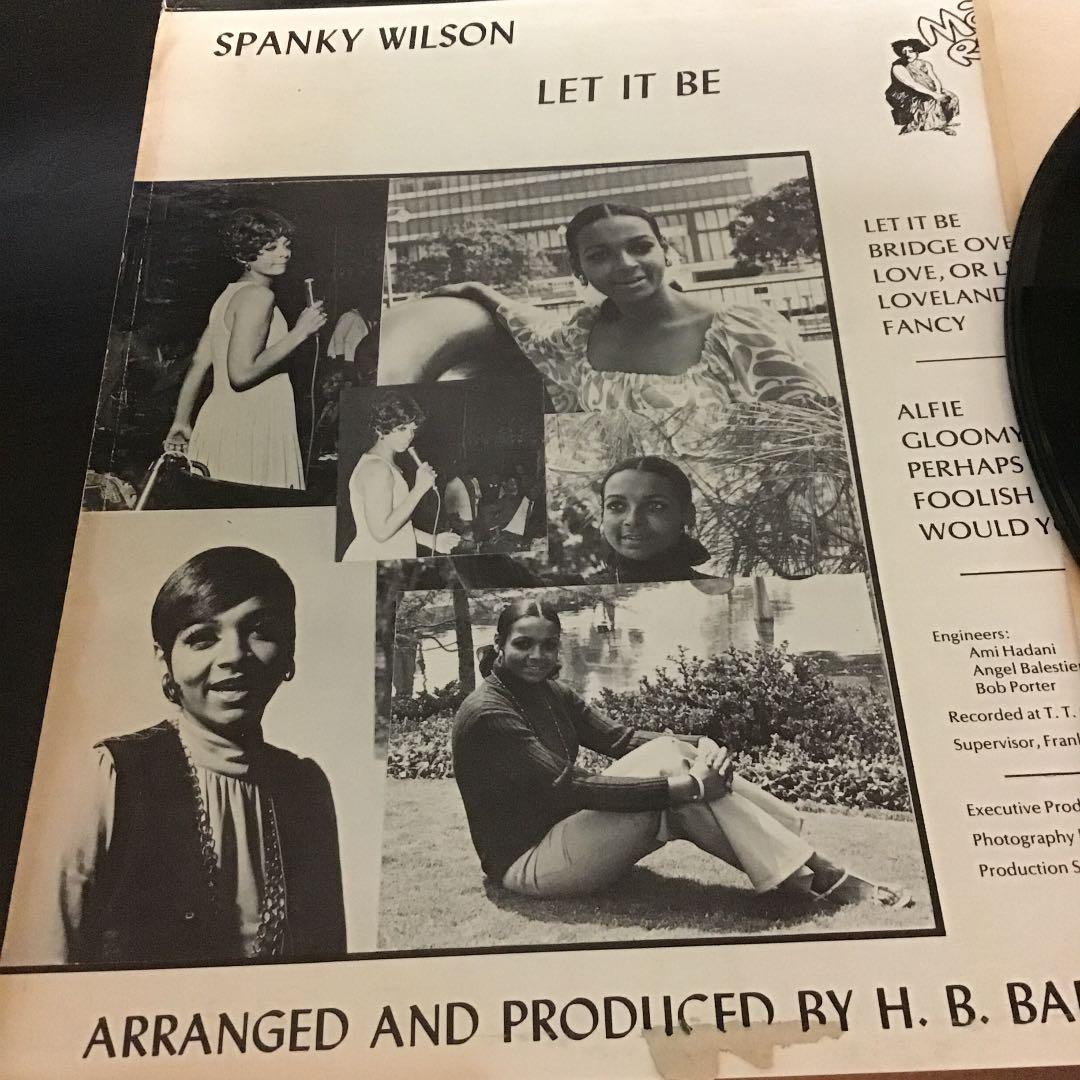 SPANKY WILSON
LET IT BE
LET IT BE
BRIDGE OVE
LOVE, OR L
LOVELAND
FANCY
ALFIE
GLOOMY
PERHAPS
FOOLISH
WOULD Y
Engineers:
Ami Hadani
Angel Balestier
Bob Porter
Recorded at T. T.
Supervisor, Frank
Executive Prod
Photography
Production S
ARRANGED AND PRODUCED BY H. B. BA